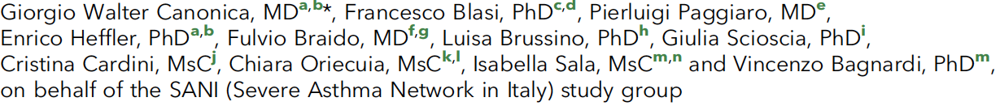 Giorgio Walter Canonica, MDa,b*, Francesco Blasi, PhDc,d, Pierluigi Paggiaro, MDe,
Enrico Heffler, PhDa,b, Fulvio Braido, MDf,g, Luisa Brussino, PhDh, Giulia Scioscia, PhDi,
Cristina Cardini, MsCj, Chiara Oriecuia, MsCk,l, Isabella Sala, MsCm,n and Vincenzo Bagnardi, PhDm,
on behalf of the SANI (Severe Asthma Network in Italy) study group